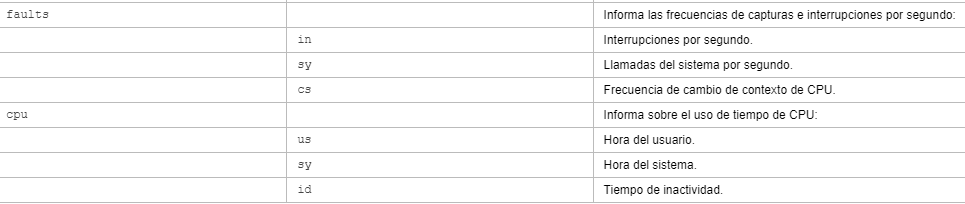 faults Informa las frecuencias de capturas e interrupciones por segundo:
in Interrupciones por segundo.
sy Llamadas del sistema por segundo.
cs Frecuencia de cambio de contexto de CPU.
cpu Informa sobre el uso de tiempo de CPU:
us Hora del usuario.
sy Hora del sistema.
id Tiempo de inactividad.